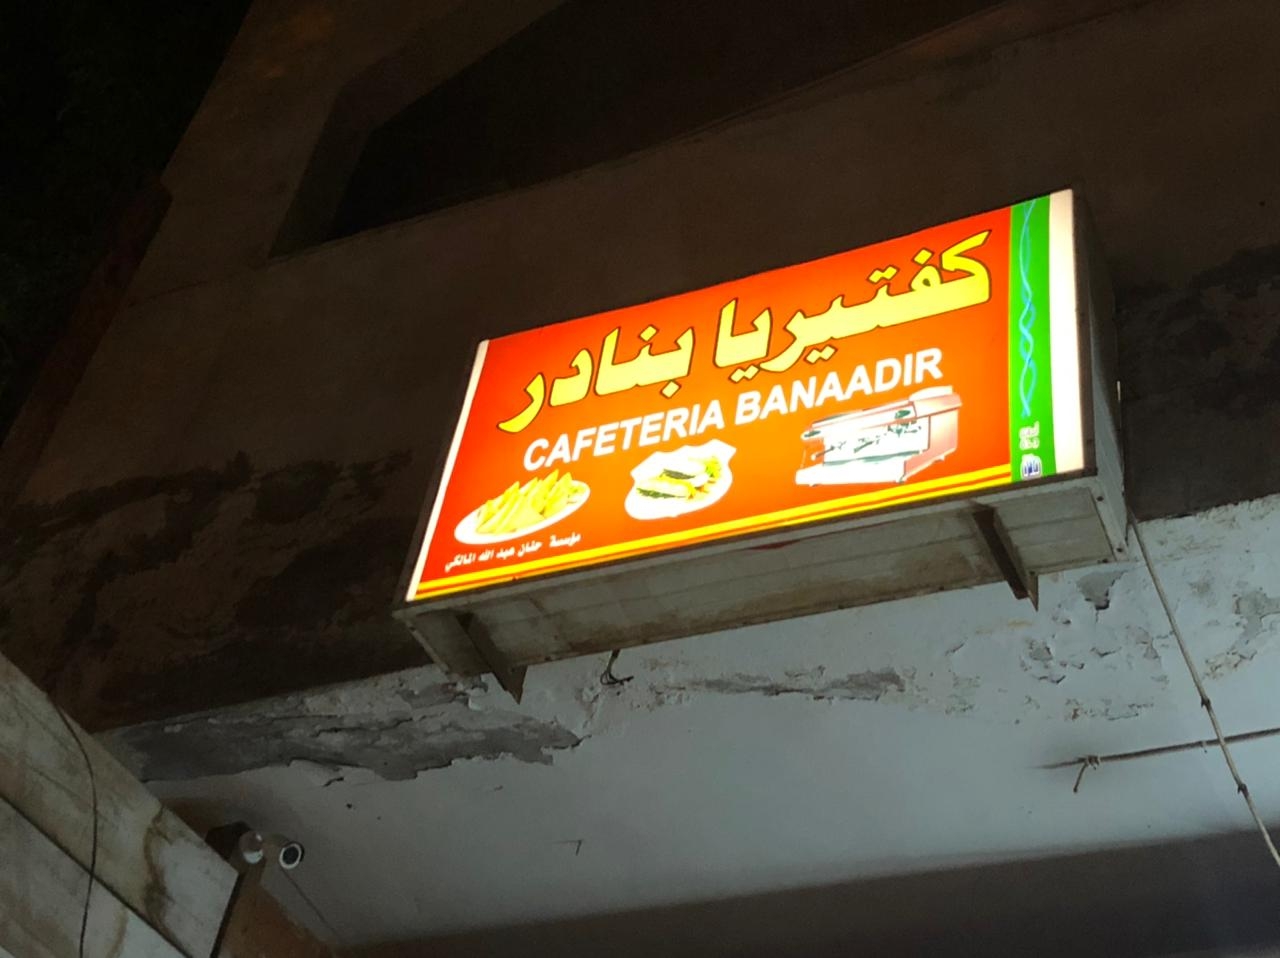 كفتيريا بنادر
CAFETERIA BANAADIR
مؤسسة حنان عبد الله المالكي